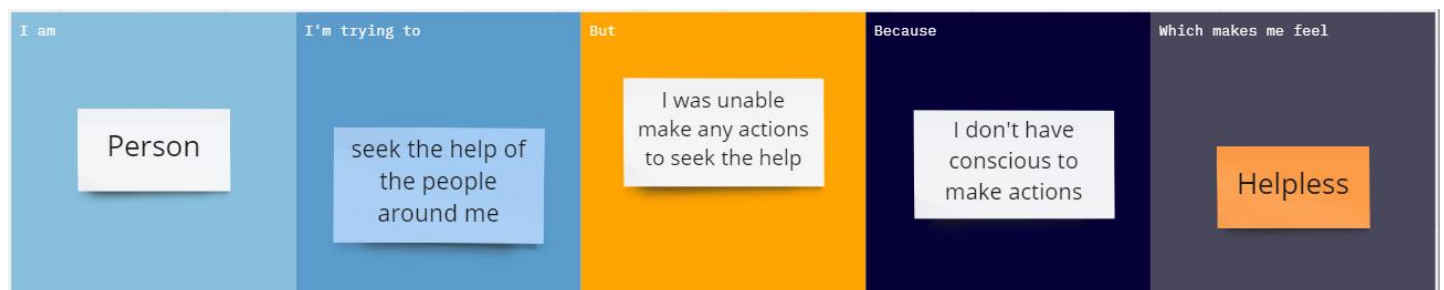 I am
Person
I'm trying to
seek the help of
the people
around me
But
I was unable
make any actions
to seek the help
Because
I don't have
conscious to
make actions
Which makes me feel
Helpless